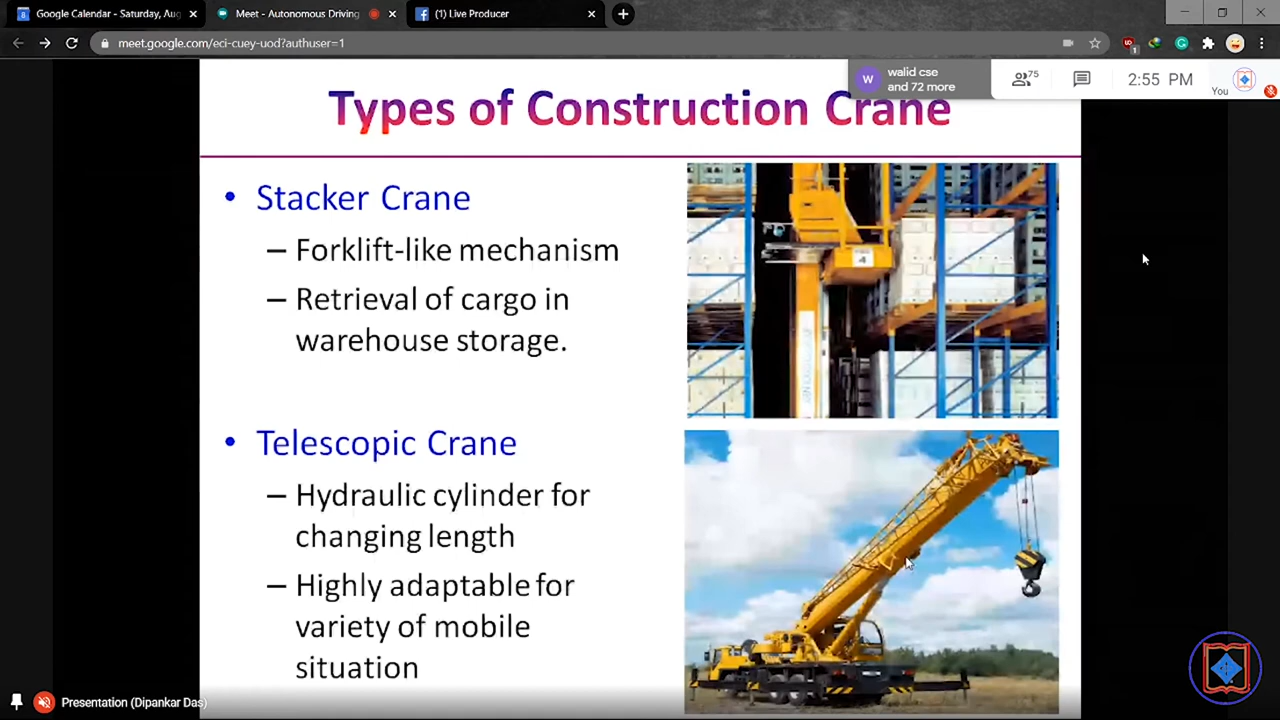 Google Calendar - Saturday, Aug
Meet - Autonomous Driving
(1) Live Producer
meet.google.com/eci-cuey-uod?authuser=1
walid cse
and 72 more
W
75
2:55 PM
You
Types of Construction Crane
• Stacker Crane
– Forklift-like mechanism
– Retrieval of cargo in
warehouse storage.
4
• Telescopic Crane
– Hydraulic cylinder for
changing length
– Highly adaptable for
variety of mobile
situation
Presentation (Dipankar Das)